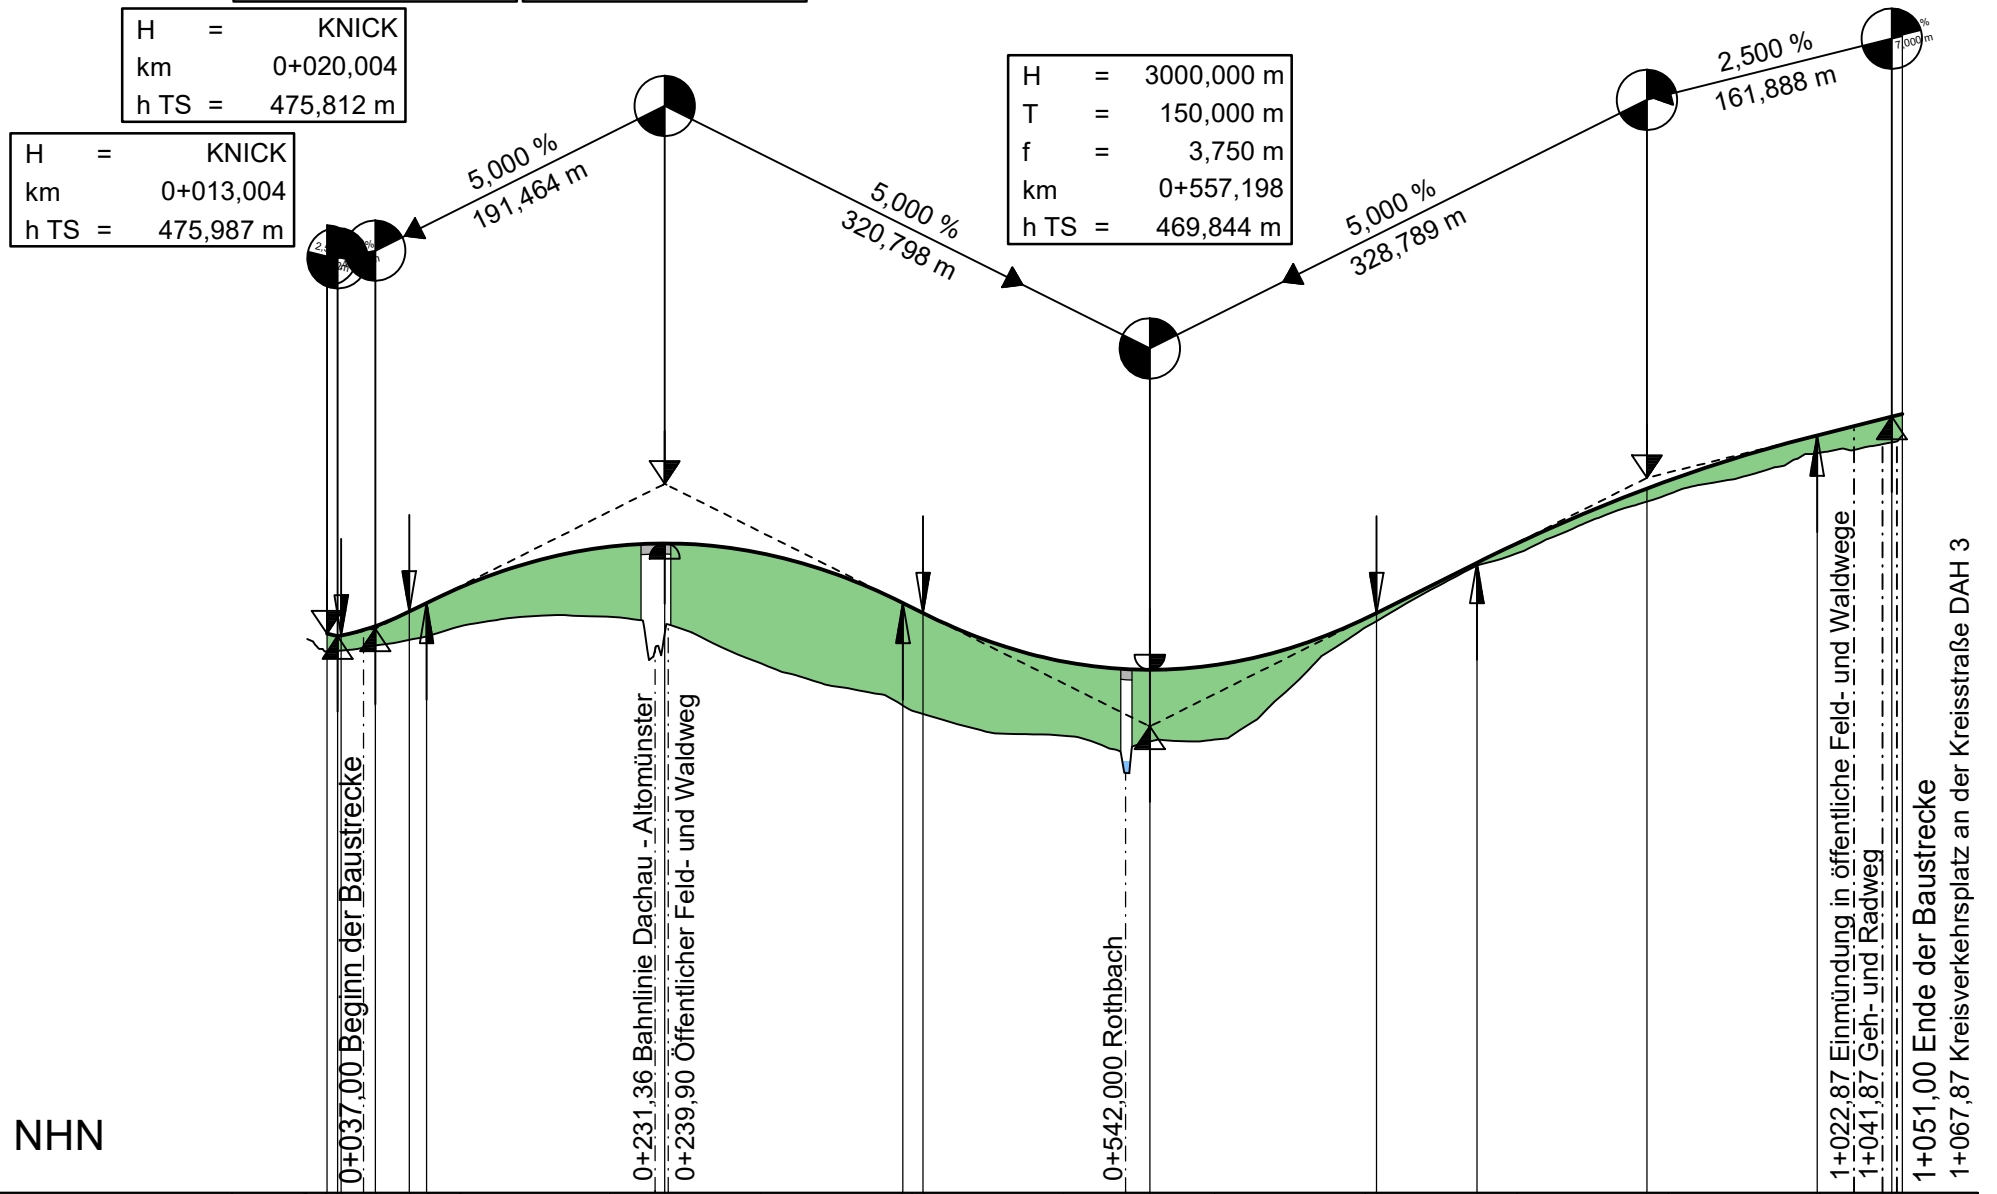 H = KNICK
km 0+020,004
h TS = 475,812 m
H = KNICK
km 0+013,004
h TS = 475,987 m
5,000 %
191,464 m
5,000 %
320,798 m
H = 3000,000 m
T = 150,000 m
f = 3,750 m
km 0+557,198
h TS = 469,844 m
5,000 %
328,789 m
2,500 %
161,888 m
%
7,000 m
0+037,00 Beginn der Baustrecke
0+231,36 Bahnlinie Dachau - Altomünster
0+239,90 Öffentlicher Feld- und Waldweg
0+542,000 Rothbach
1+022,87 Einmündung in öffentliche Feld- und Waldwege
1+041,87 Geh- und Radweg
1+051,00 Ende der Baustrecke
1+067,87 Kreisverkehrsplatz an der Kreisstraße DAH 3
NHN